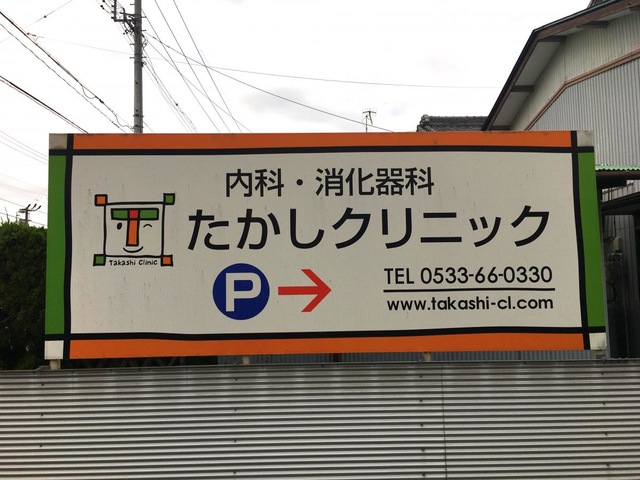 内科・消化器科
たかしクリニック
Takashi Clinic
P
TEL 0533-66-0330
www.takashi-cl.com